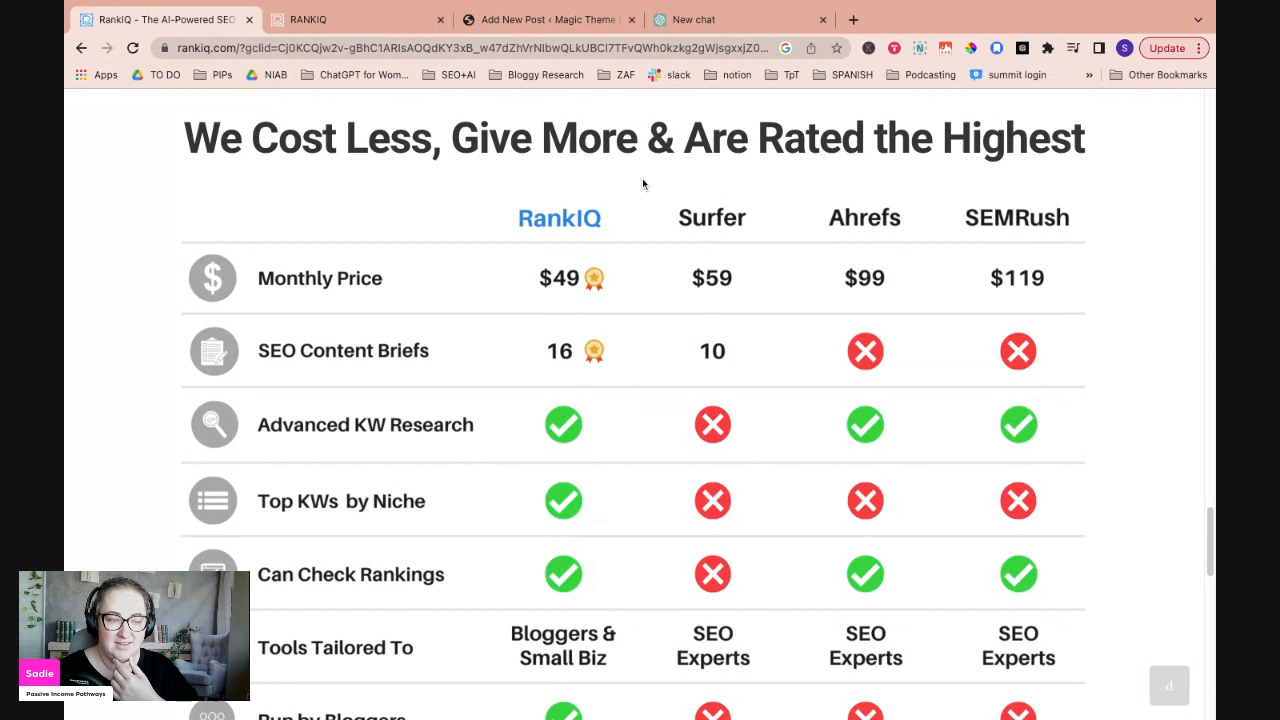 RankIQ - The AI-Powered SEO
RANKIQ
Add New Post ‹ Magic Theme
New chat
rankiq.com/?gclid=Cj0KCQjw2v-gBhC1ARIsAOQdKY3xB_w47dZhVrNIbwQLkUBCl7TFvQWh0kzkg2gWjsgxxjZ0...
Update
Apps
TO DO
PIPs
NIAB
ChatGPT for Wom...
SEO+AI
Bloggy Research
ZAF
slack
notion
TpT
SPANISH
Podcasting
summit login
»
Other Bookmarks
We Cost Less, Give More & Are Rated the Highest
RankIQ Surfer Ahrefs SEMRush
Monthly Price $49 $59 $99 $119
SEO Content Briefs 16 10
Advanced KW Research
Top KWs by Niche
Can Check Rankings
Tools Tailored To
Bloggers & SEO SEO SEO
Small Biz Experts Experts Experts
Run by Bloggers
Sadie
Passive Income Pathways
d